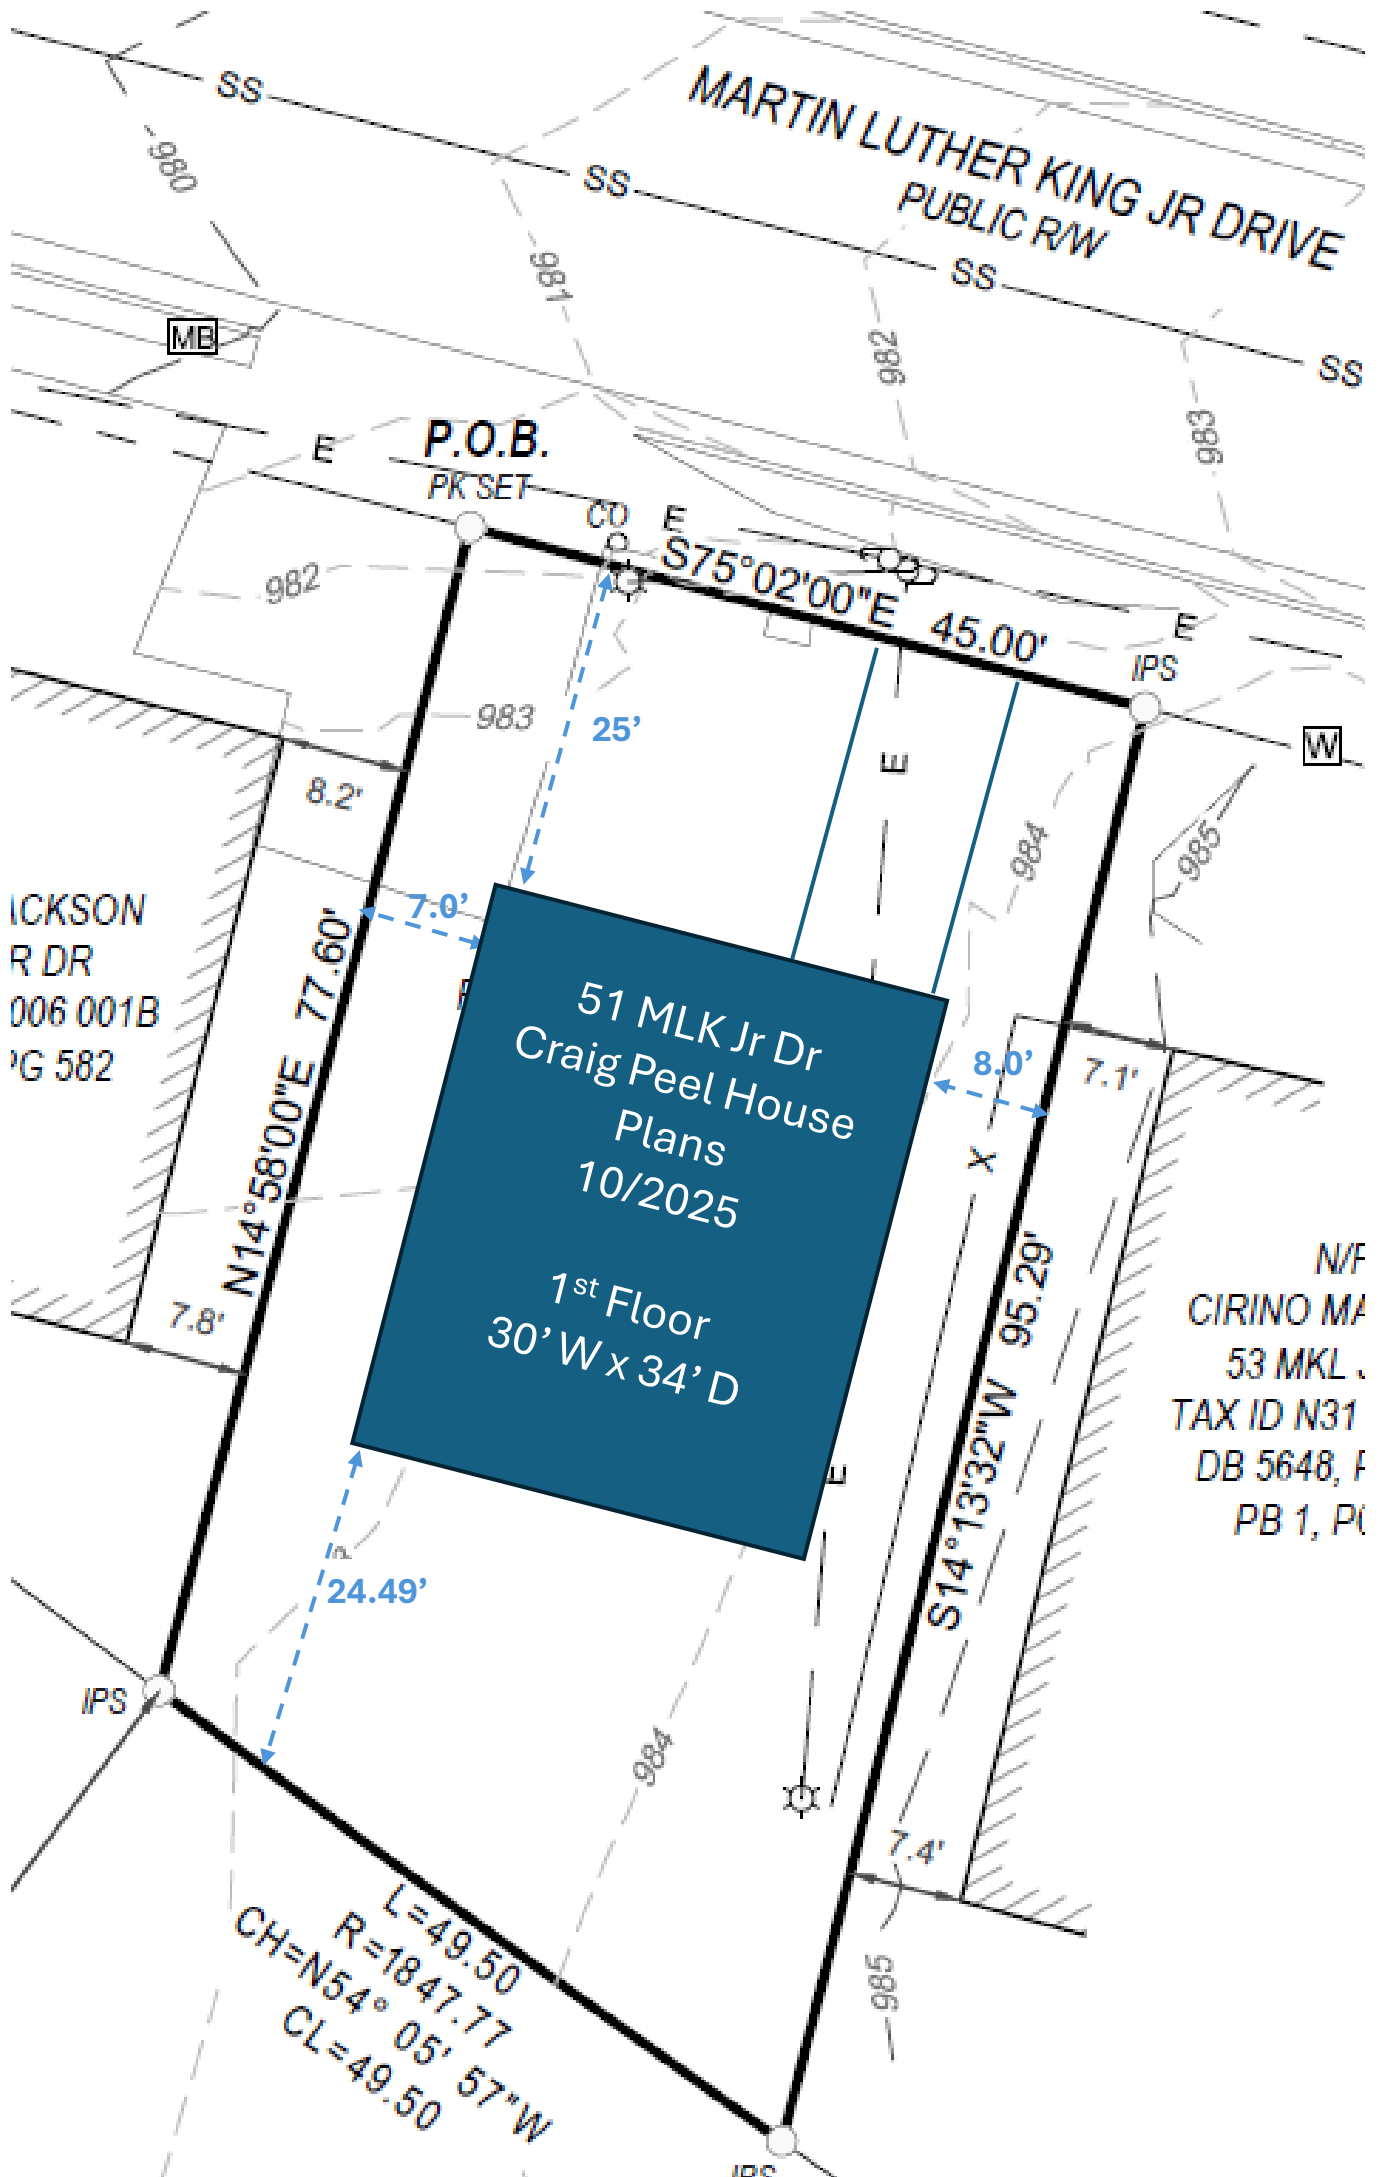 SS
MARTIN LUTHER KING JR DRIVE
PUBLIC R/W
SS
980
981
SS
MB
982
SS
983
P.O.B.
E
PK SET
CO
E
S75°02'00"E 45.00'
982
E
IPS
983
25'
W
E
8.2'
984
985
7.0'
ACKSON
R DR
006 001B
PG 582
N14°58'00"E 77.60'
51 MLK Jr Dr
Craig Peel House
Plans
10/2025
1st Floor
30' W x 34' D
8.0'
7.1'
X
7.8'
S14°13'32"W 95.29'
N/F
CIRINO MA
53 MKL J
TAX ID N31
DB 5648, P
PB 1, PG
E
24.49'
IPS
984
7.4'
L=49.50
R=1847.77
CH=N54° 05' 57"W
CL=49.50
985
IPS